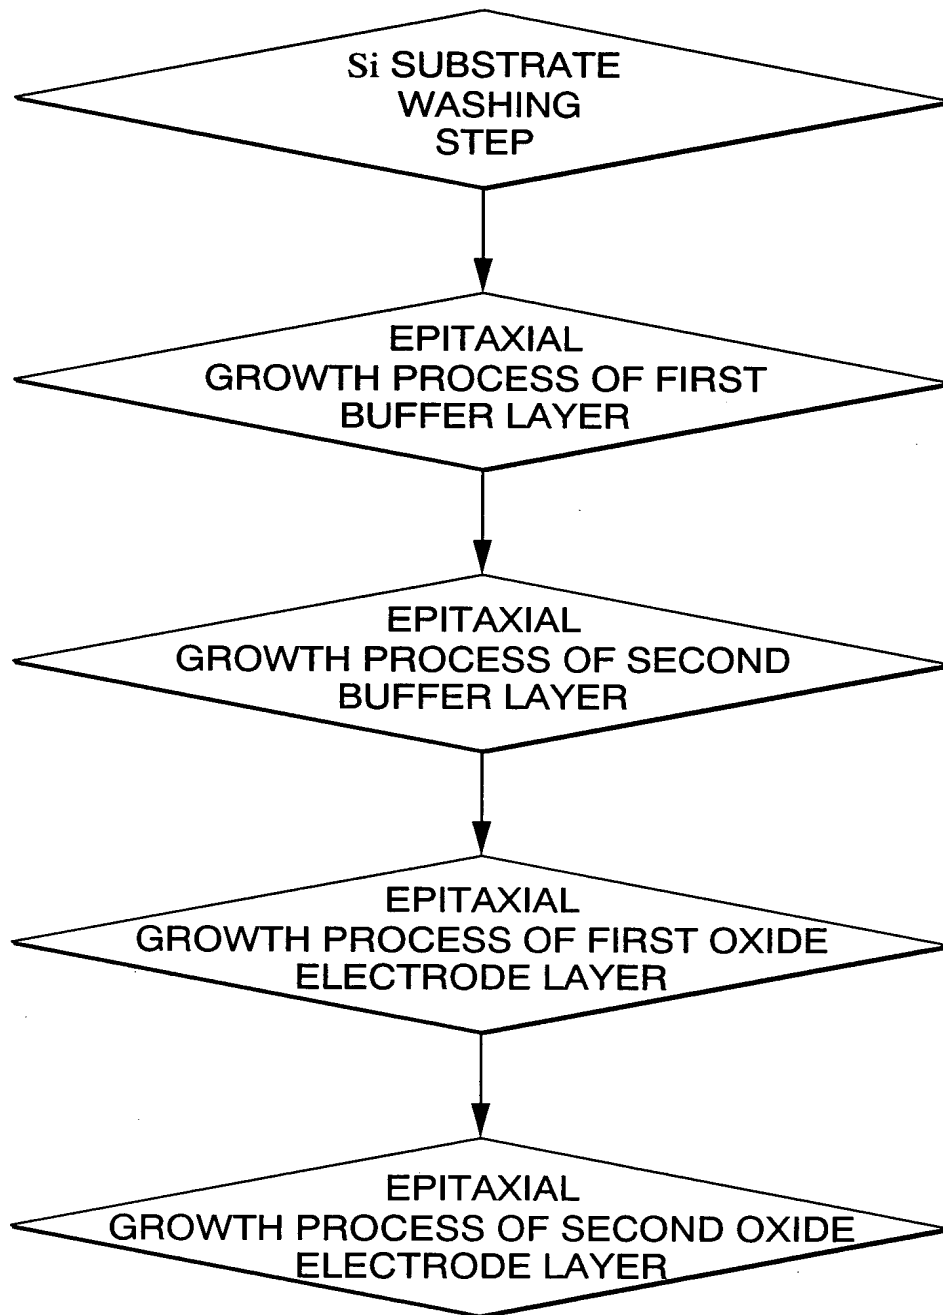 Si SUBSTRATE
WASHING
STEP
EPITAXIAL
GROWTH PROCESS OF FIRST
BUFFER LAYER
EPITAXIAL
GROWTH PROCESS OF SECOND
BUFFER LAYER
EPITAXIAL
GROWTH PROCESS OF FIRST OXIDE
ELECTRODE LAYER
EPITAXIAL
GROWTH PROCESS OF SECOND OXIDE
ELECTRODE LAYER